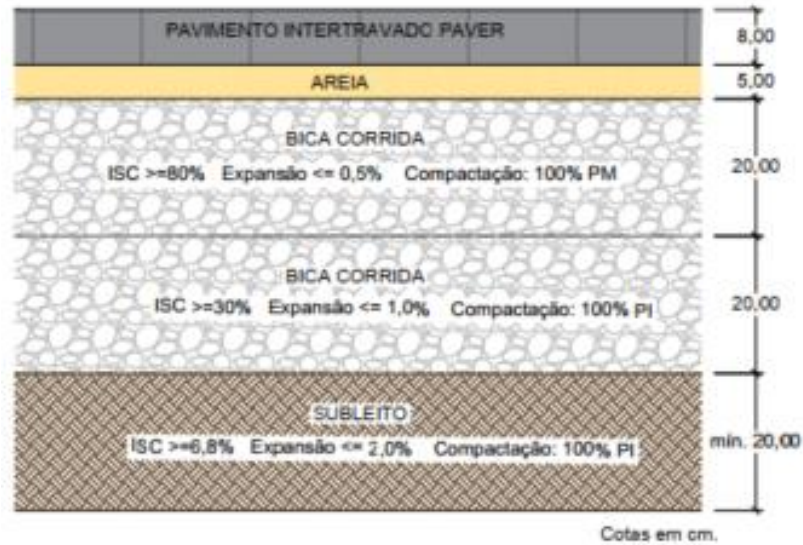 PAVIMENTO INTERTRAVADO PAVER
8,00
AREIA
5,00
BICA CORRIDA
ISC >=80% Expansão <= 0,5% Compactação: 100% PM
20,00
BICA CORRIDA
ISC >=30% Expansão <= 1,0% Compactação: 100% PI
20,00
SUBLEITO
ISC >=6,8% Expansão <= 2,0% Compactação: 100% PI
mín. 20,00
Cotas em cm.